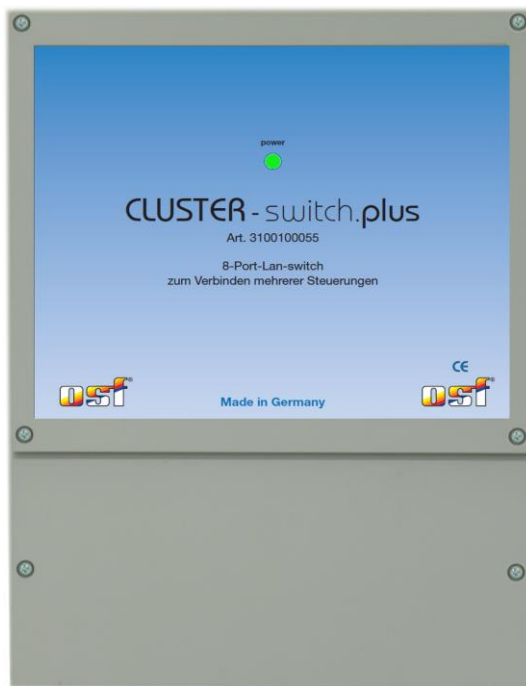 power
CLUSTER - switch.plus
Art. 3100100055
8-Port-Lan-switch
zum Verbinden mehrerer Steuerungen
CE
osf®
Made in Germany
osf®